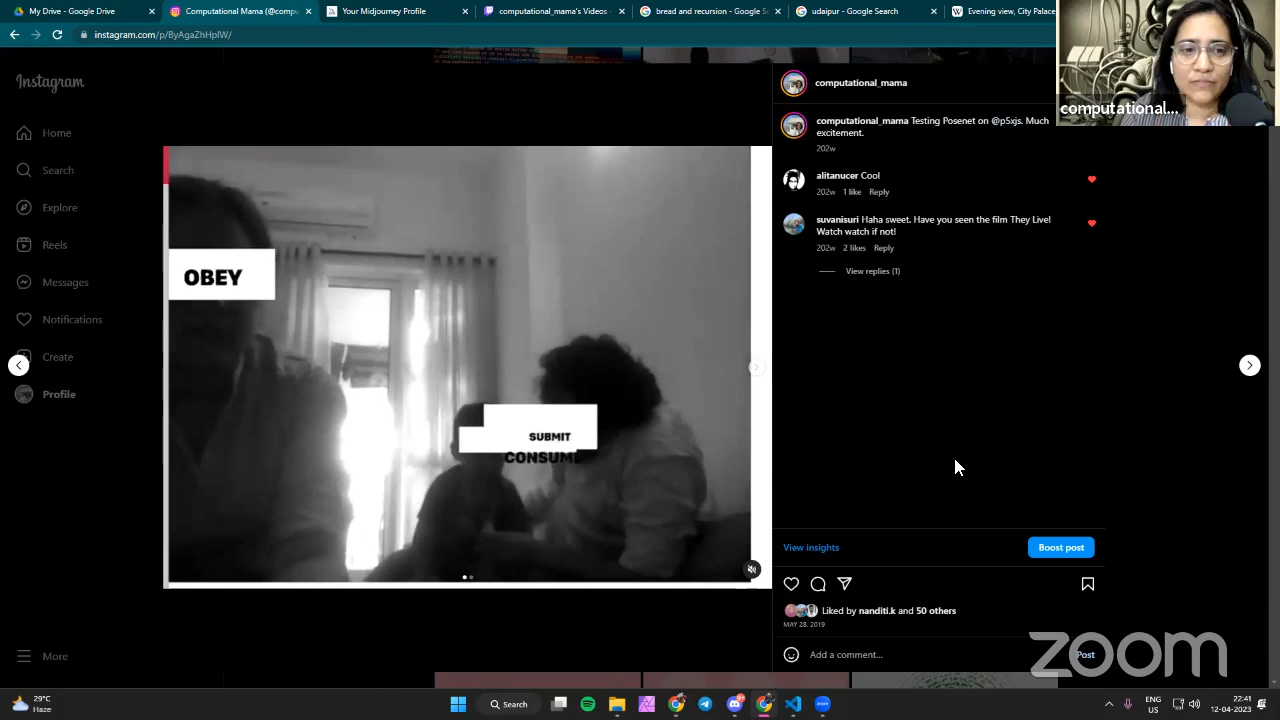 My Drive - Google Drive
Computational Mama (@compu
Your Midjourney Profile
computational_mama's Videos -
bread and recursion - Google S
udaipur - Google Search
Evening view, City Palace
instagram.com/p/ByAgaZhHplW/
Instagram
Home
Search
Explore
Reels
Messages
Notifications
Create
Profile
More
OBEY
SUBMIT
CONSUM
computational_mama
computational_mama Testing Posenet on @p5xjs. Much
excitement.
202w
alitanucer Cool
202w 1 like Reply
suvanisuri Haha sweet. Have you seen the film They Live!
Watch watch if not!
202w 2 likes Reply
View replies (1)
View insights
Boost post
Liked by nanditi.k and 50 others
MAY 28, 2019
Add a comment...
Post
computational...
zoom
29°C
Haze
Search
ENG
US
22:41
12-04-2023